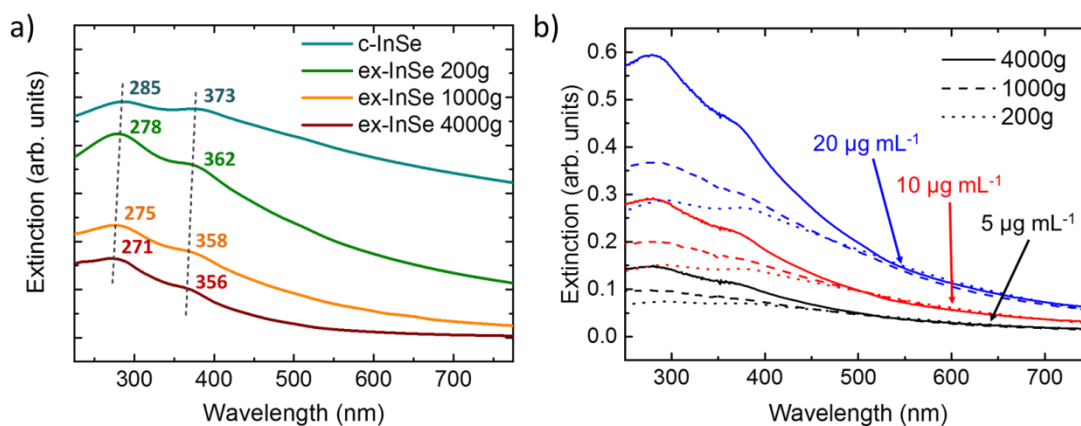 a)
Extinction (arb. units)
c-InSe
ex-InSe 200g
ex-InSe 1000g
ex-InSe 4000g
285
373
278
362
275
358
271
356
300 400 500 600 700
Wavelength (nm)
b)
Extinction (arb. units)
0.6
0.5
0.4
0.3
0.2
0.1
0.0
4000g
1000g
200g
20 µg mL⁻¹
10 µg mL⁻¹
5 µg mL⁻¹
300 400 500 600 700
Wavelength (nm)